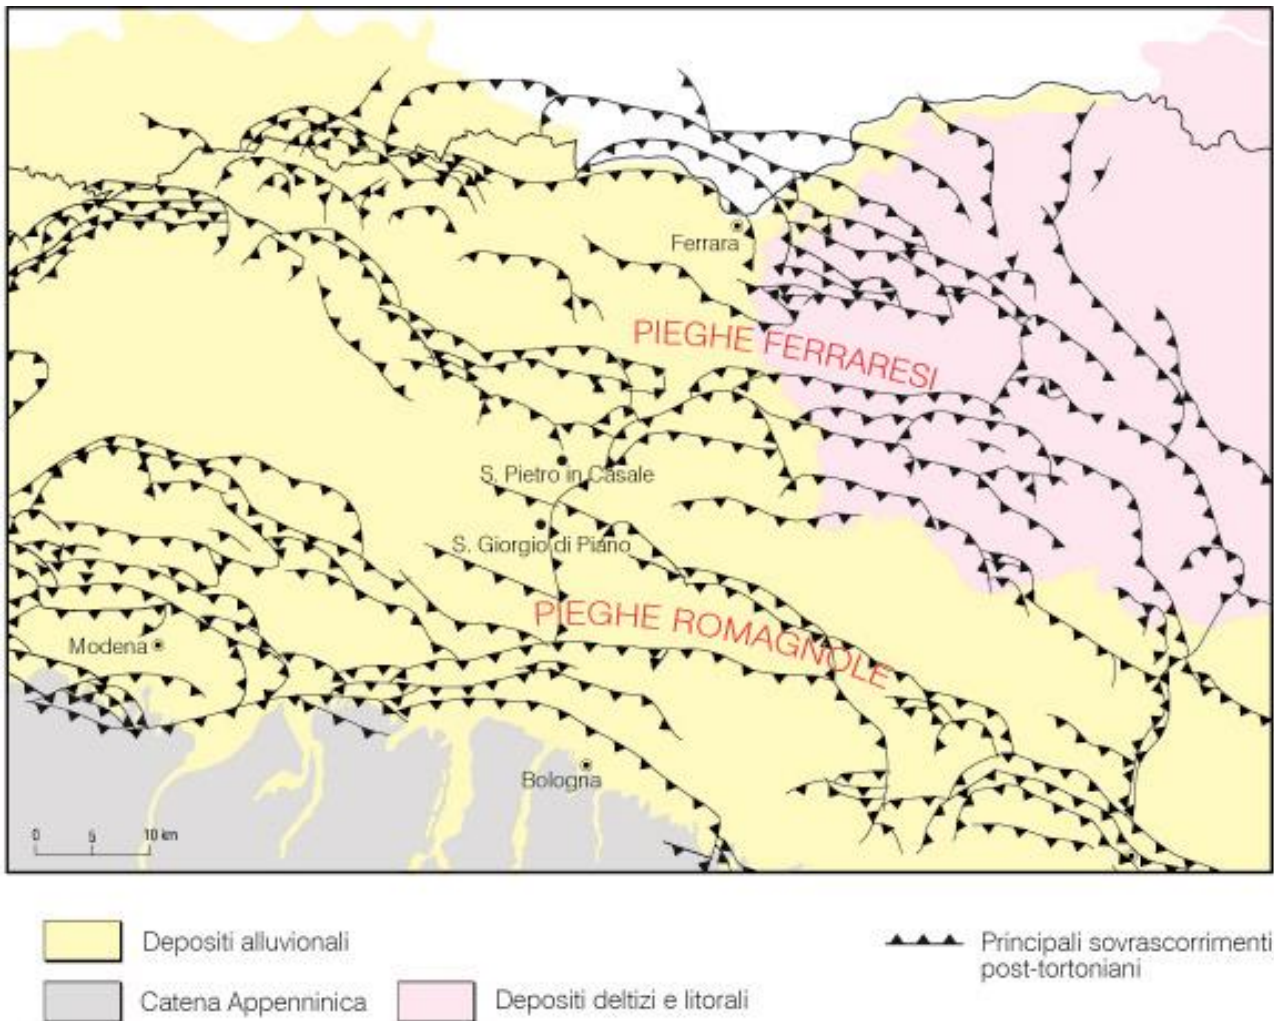 Ferrara
PIEGHE FERRARESI
S. Pietro in Casale
S. Giorgio di Piano
PIEGHE ROMAGNOLE
Modena
Bologna
0 5 10 km
Depositi alluvionali
Principali sovrascorrimenti
post-tortoniani
Catena Appenninica
Depositi deltizi e litorali